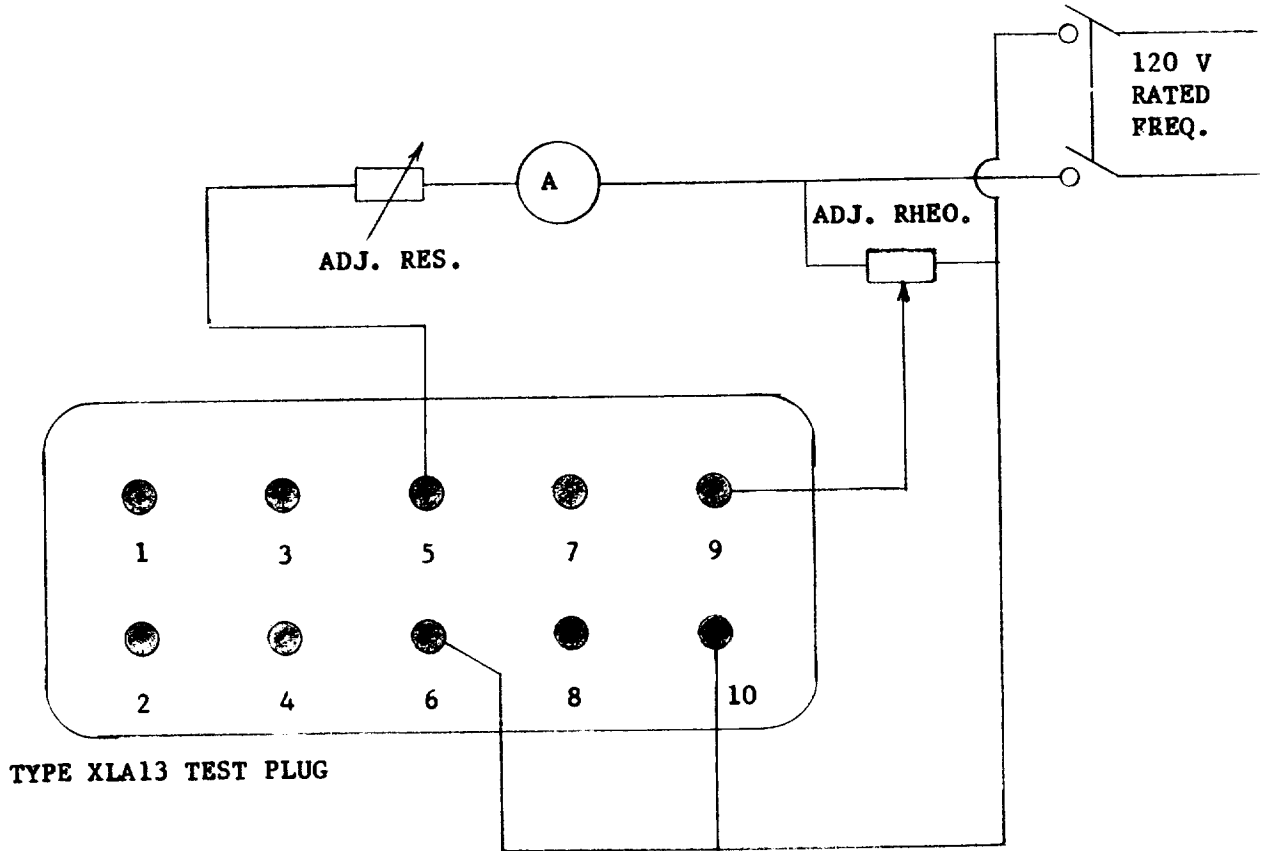 120 V
RATED
FREQ.
A
ADJ. RHEO.
ADJ. RES.
1 3 5 7 9
2 4 6 8 10
TYPE XLA13 TEST PLUG